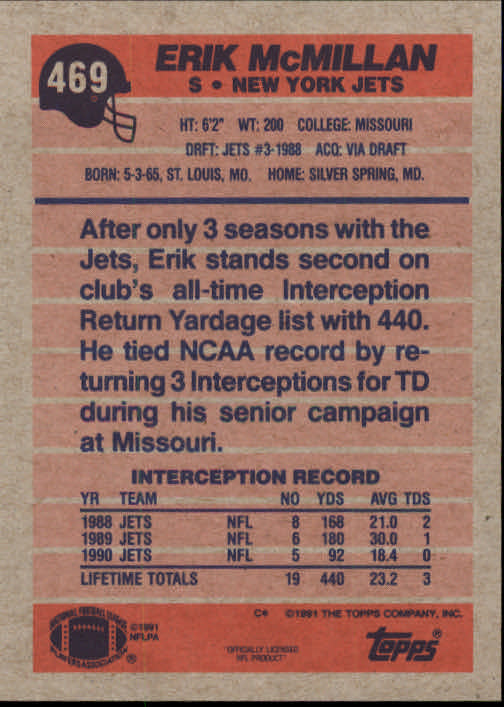 469
ERIK McMILLAN
S • NEW YORK JETS
HT: 6'2" WT: 200 COLLEGE: MISSOURI
DRFT: JETS #3-1988 ACQ: VIA DRAFT
BORN: 5-3-65, ST. LOUIS, MO. HOME: SILVER SPRING, MD.
After only 3 seasons with the
Jets, Erik stands second on
club's all-time Interception
Return Yardage list with 440.
He tied NCAA record by re-
turning 3 Interceptions for TD
during his senior campaign
at Missouri.
INTERCEPTION RECORD
YR TEAM NO YDS AVG TDS
1988 JETS NFL 8 168 21.0 2
1989 JETS NFL 6 180 30.0 1
1990 JETS NFL 5 92 18.4 0
LIFETIME TOTALS 19 440 23.2 3
C* ©1991 THE TOPPS COMPANY, INC.
NATIONAL FOOTBALL LEAGUE
PLAYERS ASSOCIATION
®
©1991
NFLPA
OFFICIALLY LICENSED
NFL PRODUCT
topps®